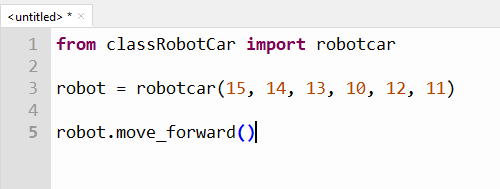 <untitled> * ×
1 from classRobotCar import robotcar
2
3 robot = robotcar(15, 14, 13, 10, 12, 11)
4
5 robot.move_forward()